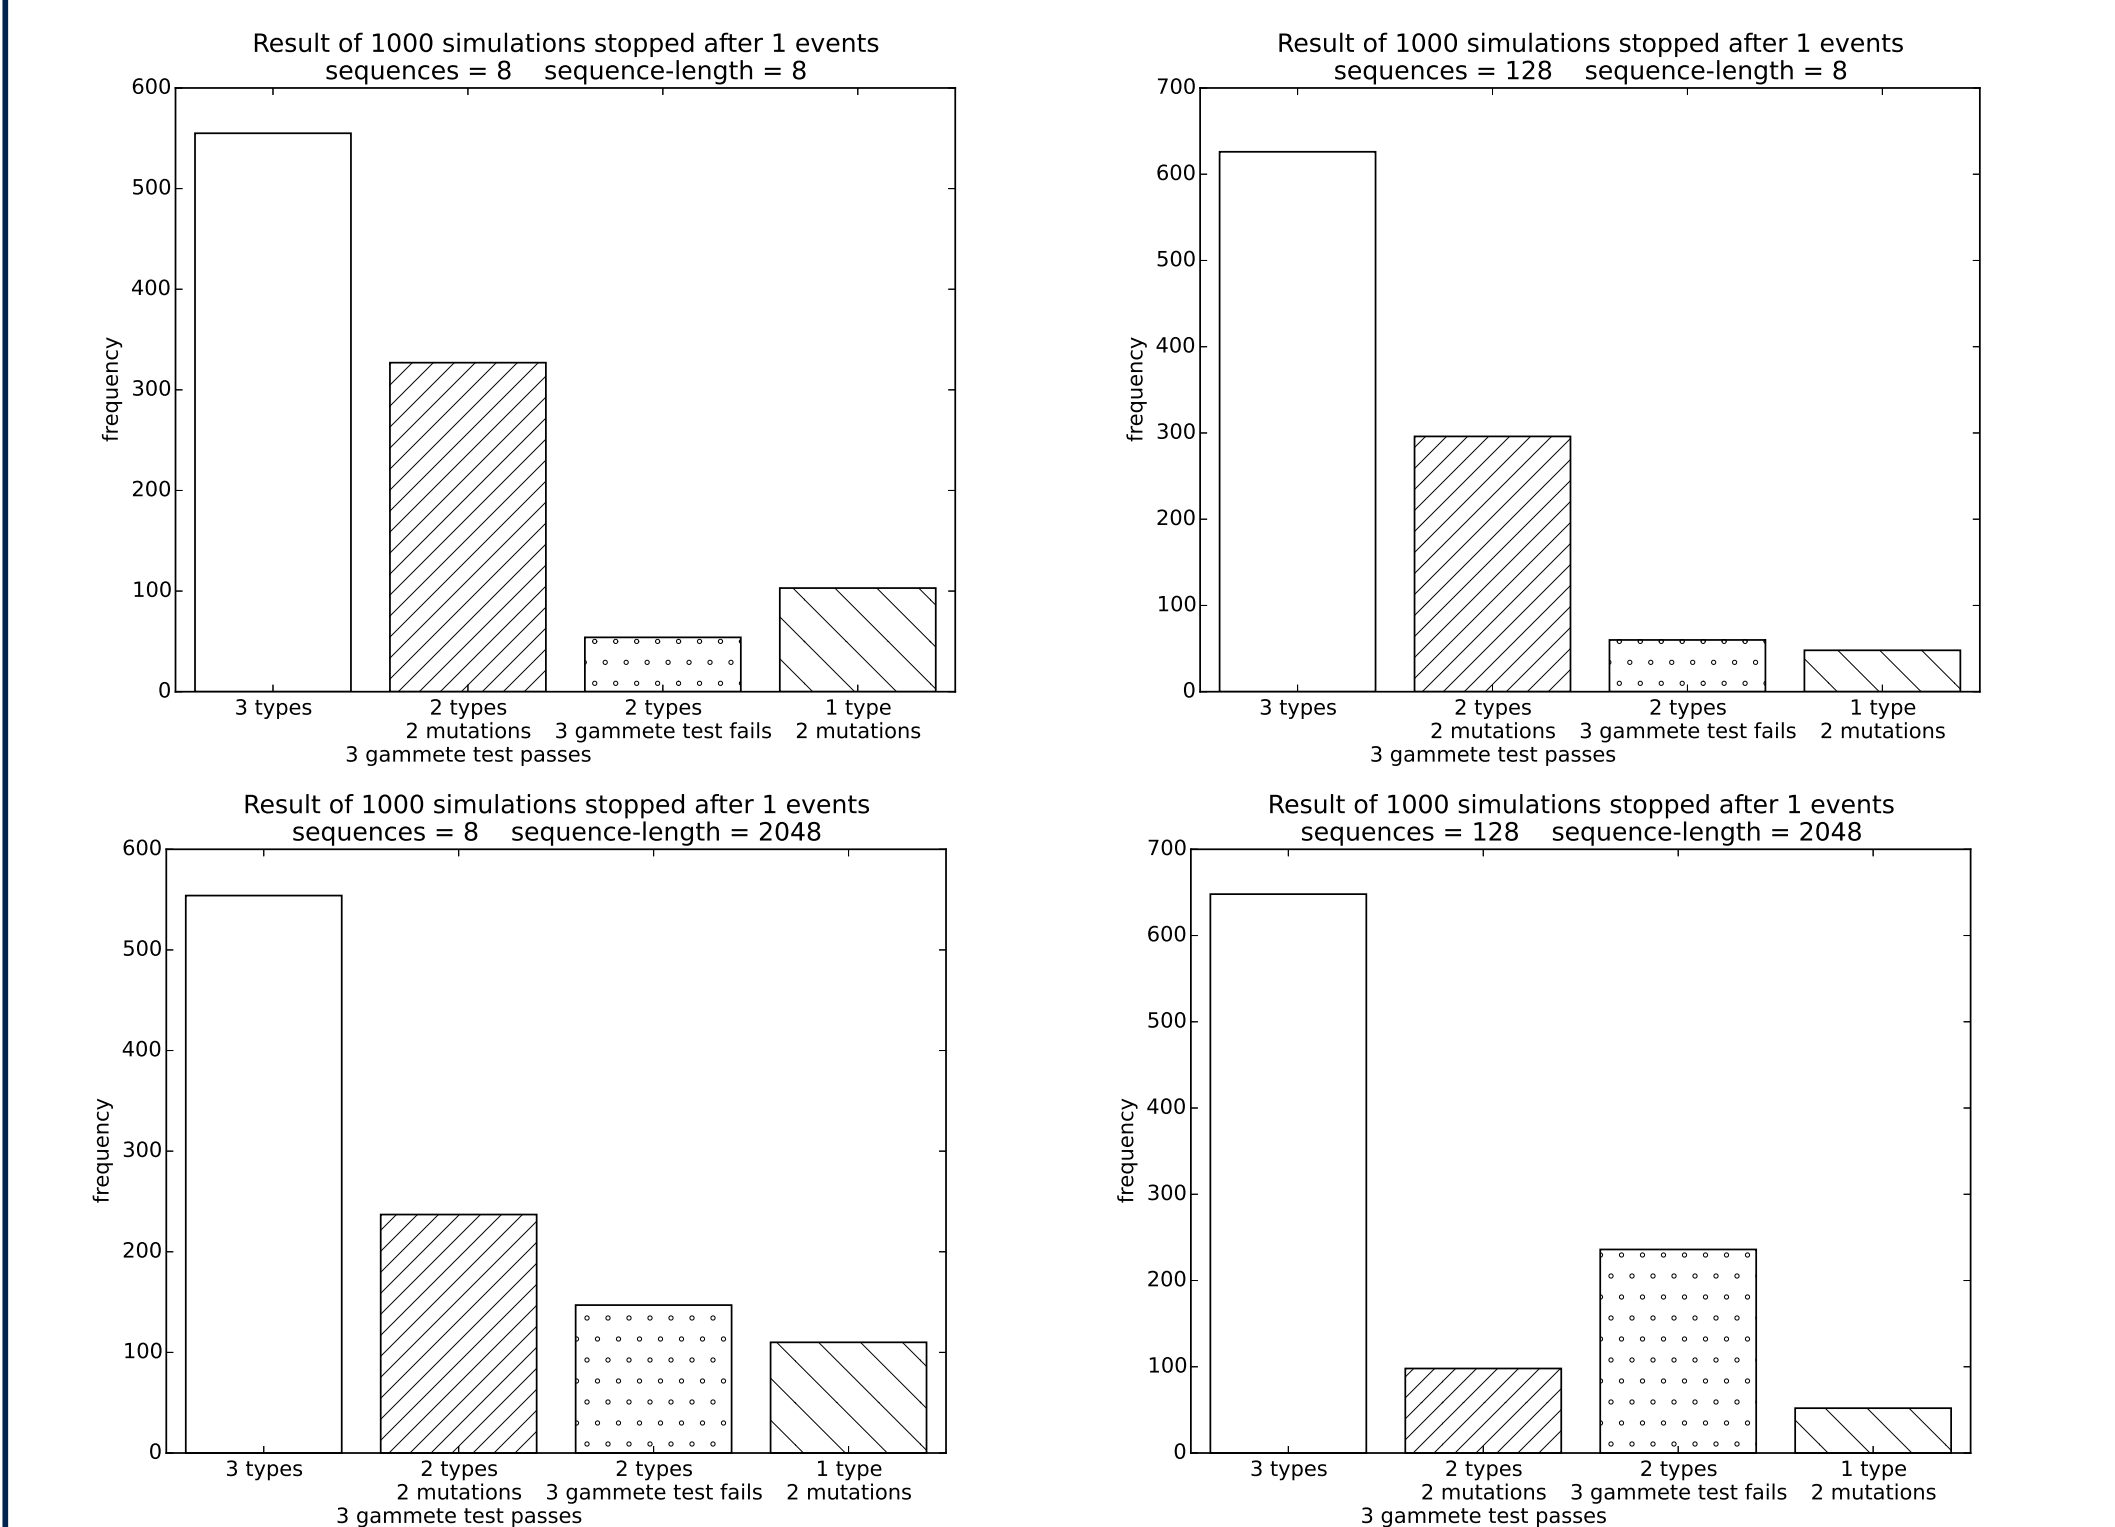 Result of 1000 simulations stopped after 1 events
sequences = 8    sequence-length = 8
600
500
400
300
200
100
0
frequency
3 types
2 types
2 mutations
3 gammete test passes
2 types
3 gammete test fails
1 type
2 mutations
Result of 1000 simulations stopped after 1 events
sequences = 128    sequence-length = 8
700
600
500
400
300
200
100
0
frequency
3 types
2 types
2 mutations
3 gammete test passes
2 types
3 gammete test fails
1 type
2 mutations
Result of 1000 simulations stopped after 1 events
sequences = 8    sequence-length = 2048
600
500
400
300
200
100
0
frequency
3 types
2 types
2 mutations
3 gammete test passes
2 types
3 gammete test fails
1 type
2 mutations
Result of 1000 simulations stopped after 1 events
sequences = 128    sequence-length = 2048
700
600
500
400
300
200
100
0
frequency
3 types
2 types
2 mutations
3 gammete test passes
2 types
3 gammete test fails
1 type
2 mutations